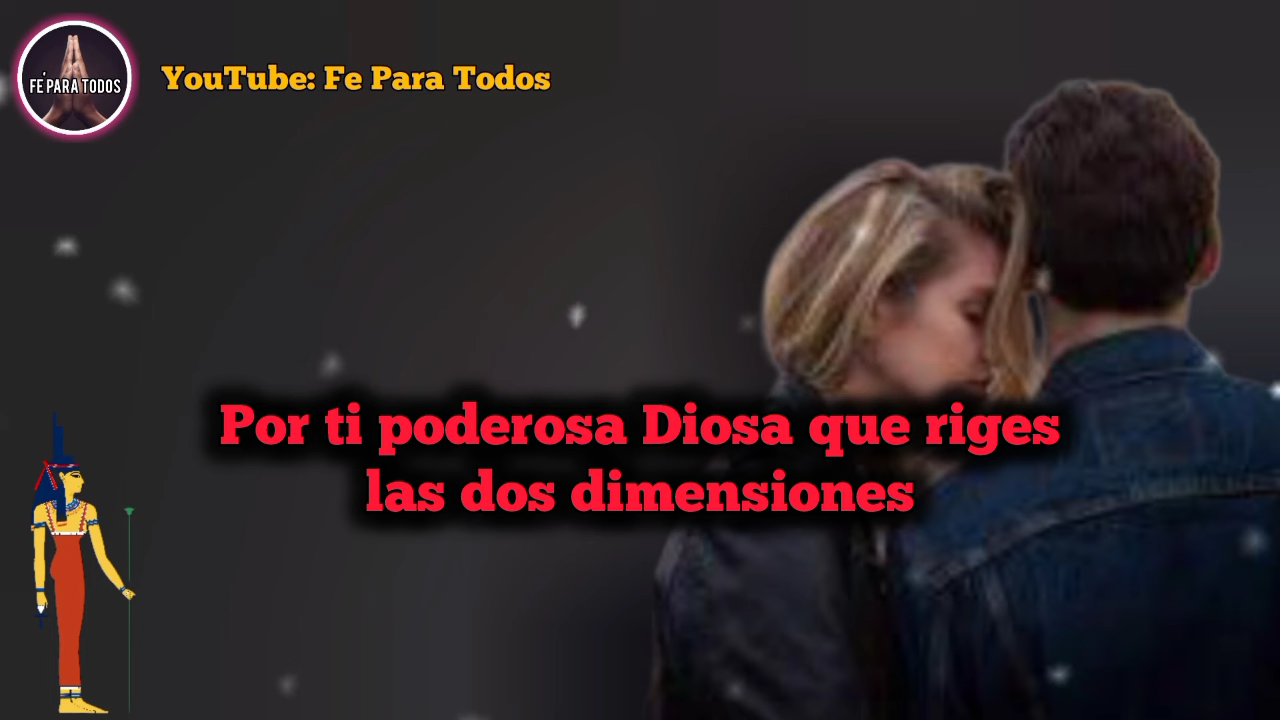 FE PARA TODOS
YouTube: Fe Para Todos
Por ti poderosa Diosa que riges
las dos dimensiones